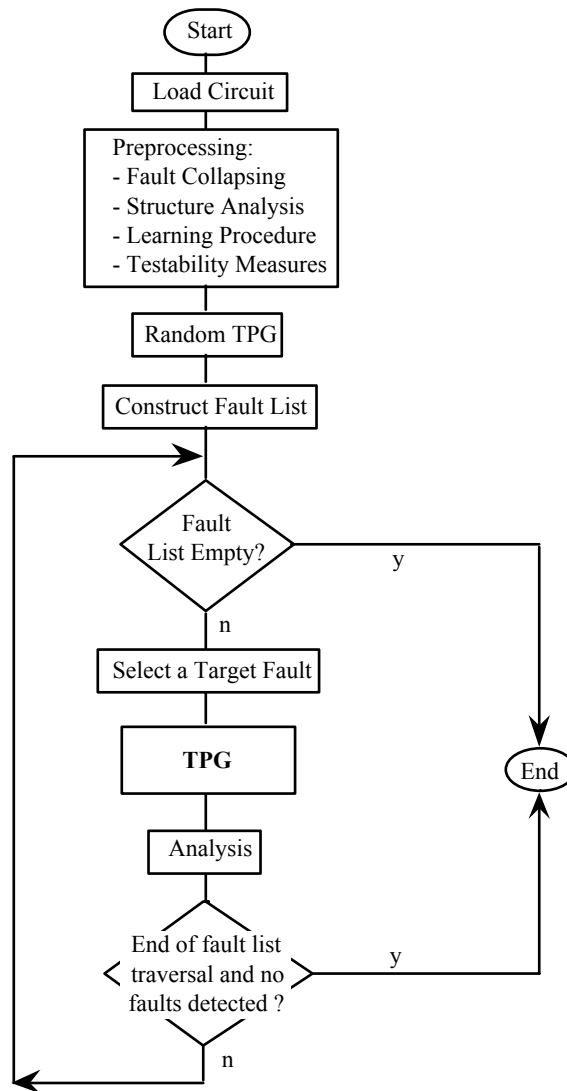 Start
Load Circuit
Preprocessing:
- Fault Collapsing
- Structure Analysis
- Learning Procedure
- Testability Measures
Random TPG
Construct Fault List
Fault
List Empty?
y
n
Select a Target Fault
TPG
End
Analysis
End of fault list
traversal and no
faults detected ?
y
n